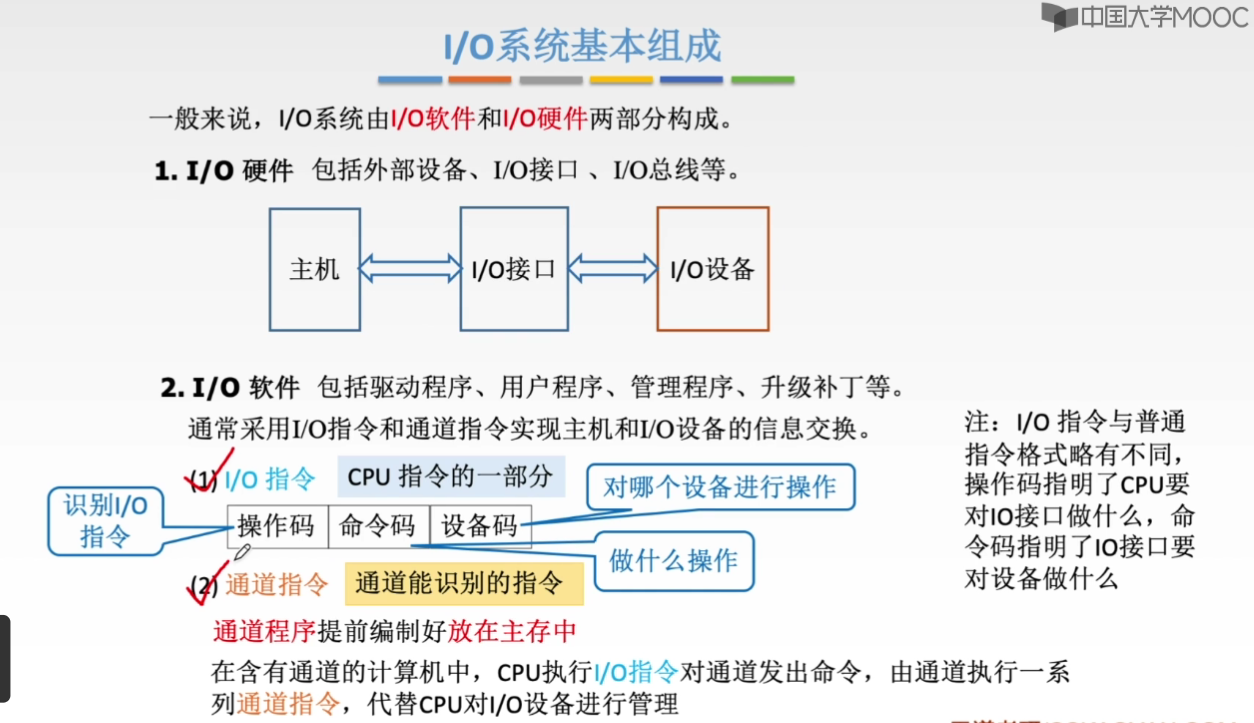 中国大学MOOC
I/O系统基本组成
一般来说，I/O系统由I/O软件和I/O硬件两部分构成。
1. I/O 硬件 包括外部设备、I/O接口 、I/O总线等。
主机
I/O接口
I/O设备
2. I/O 软件 包括驱动程序、用户程序、管理程序、升级补丁等。
通常采用I/O指令和通道指令实现主机和I/O设备的信息交换。
(1) I/O 指令 CPU 指令的一部分
对哪个设备进行操作
识别I/O
指令
操作码 命令码 设备码
做什么操作
(2) 通道指令 通道能识别的指令
通道程序提前编制好放在主存中
在含有通道的计算机中，CPU执行I/O指令对通道发出命令，由通道执行一系
列通道指令，代替CPU对I/O设备进行管理
注：I/O 指令与普通
指令格式略有不同，
操作码指明了CPU要
对IO接口做什么，命
令码指明了IO接口要
对设备做什么